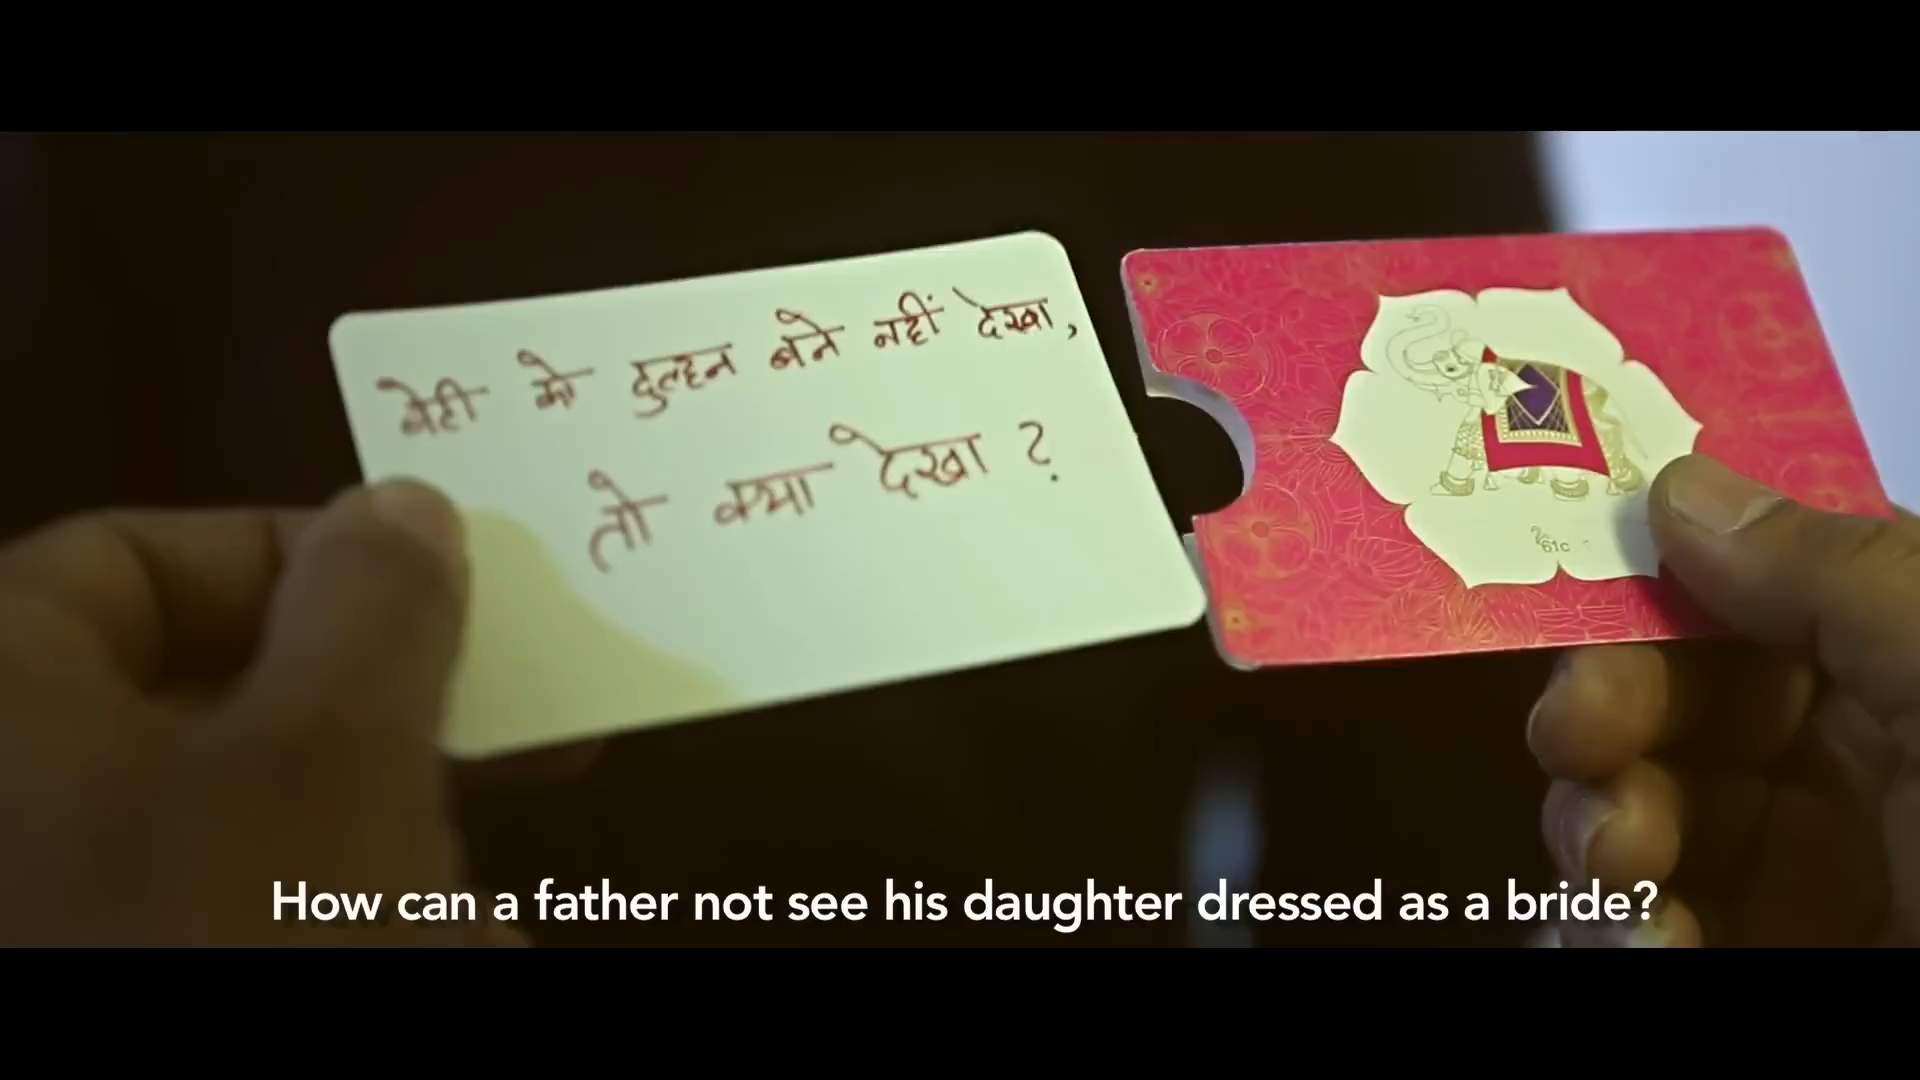 बेटी को दुल्हन बने नहीं देखा,
तो क्या देखा ?
How can a father not see his daughter dressed as a bride?